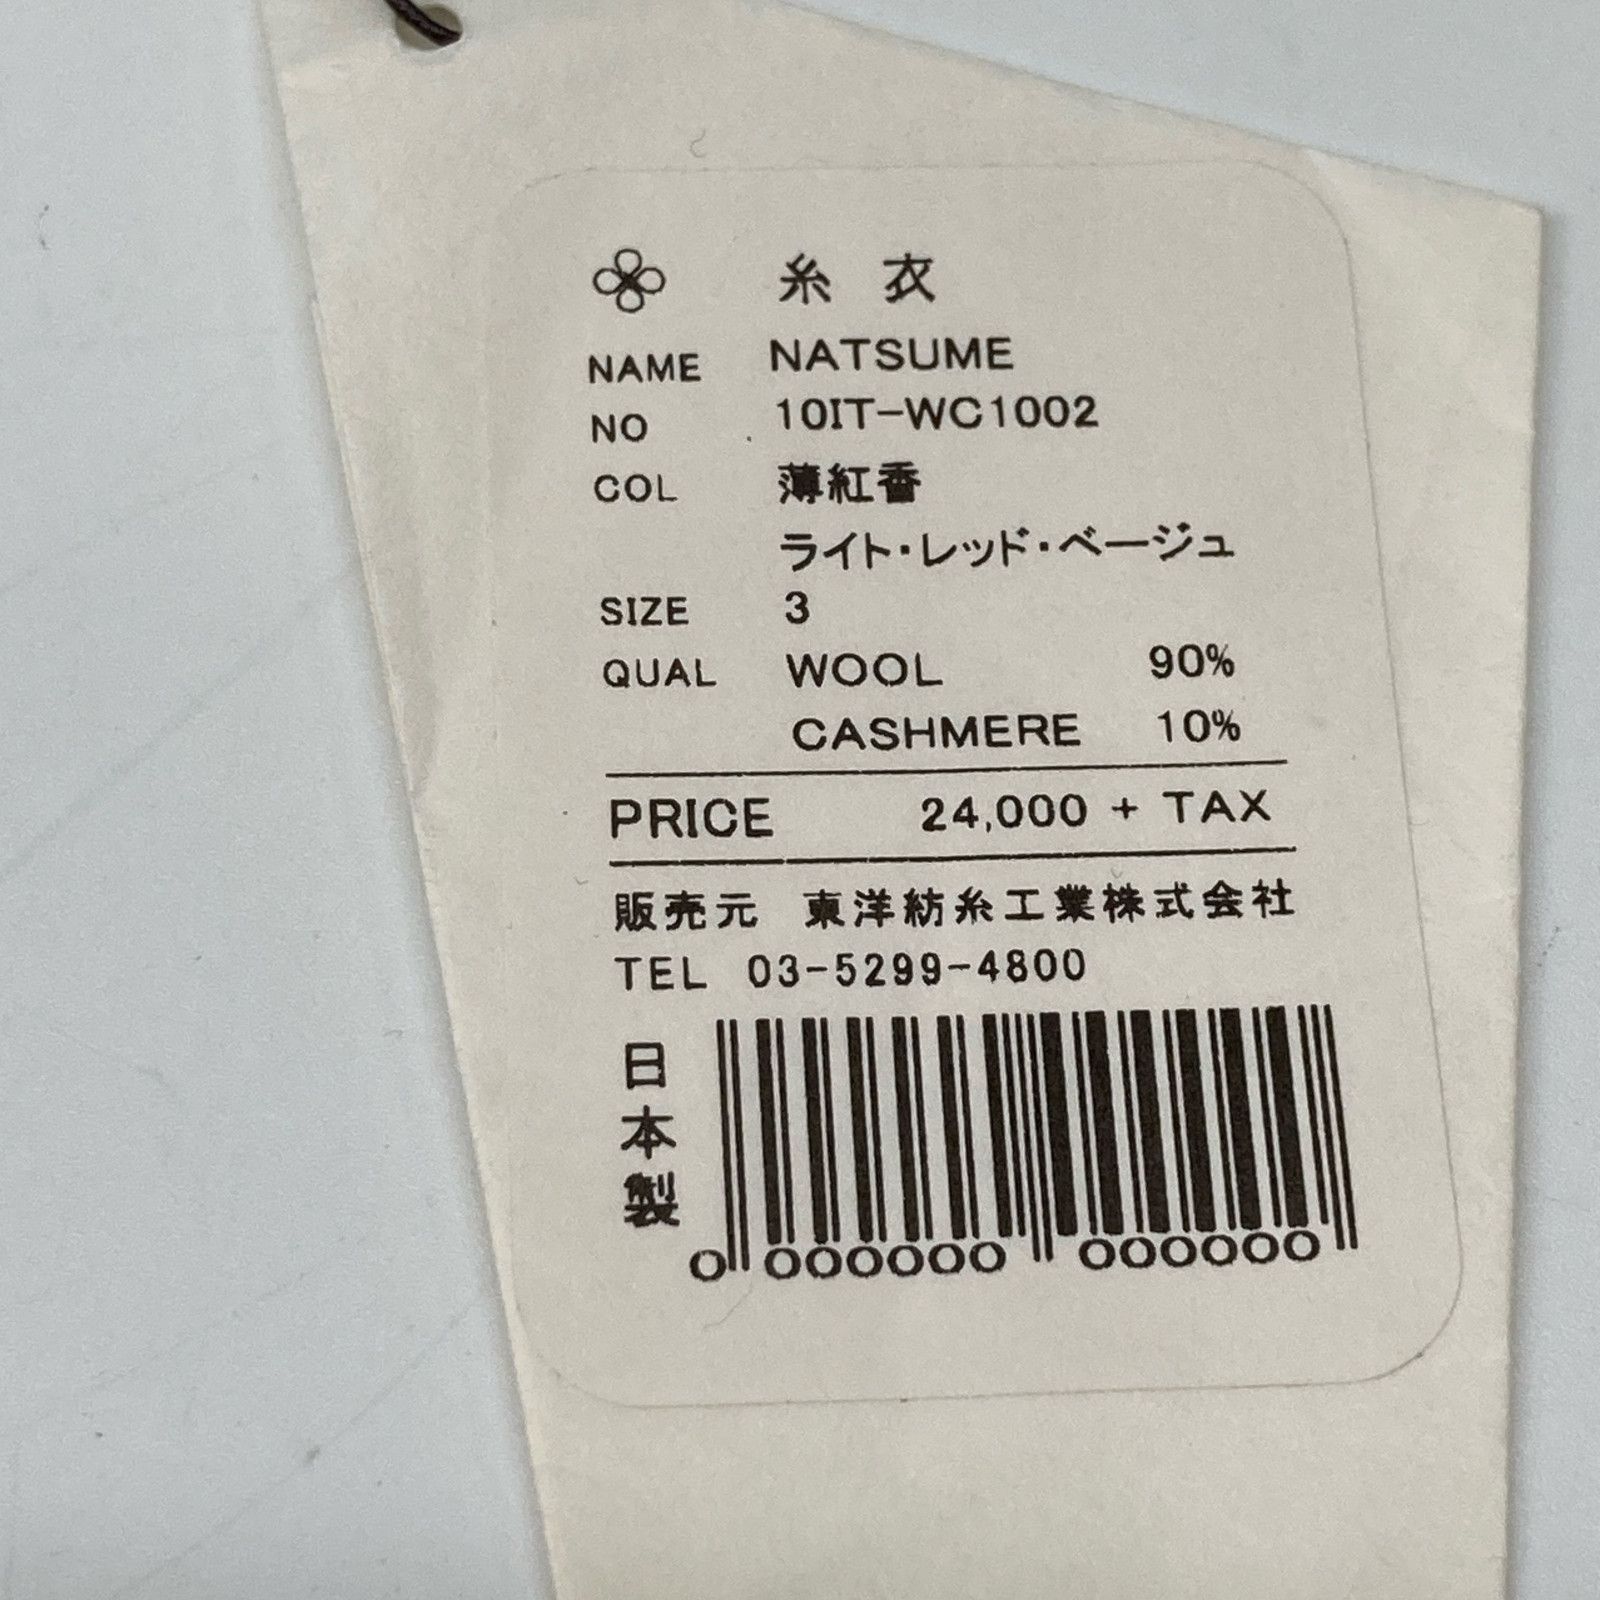 糸衣
NAME NATSUME
NO 10IT-WC1002
COL 薄紅香
ライト・レッド・ベージュ
SIZE 3
QUAL WOOL 90%
CASHMERE 10%
PRICE 24,000 + TAX
販売元 東洋紡糸工業株式会社
TEL 03-5299-4800
日本製
0 000000 000000